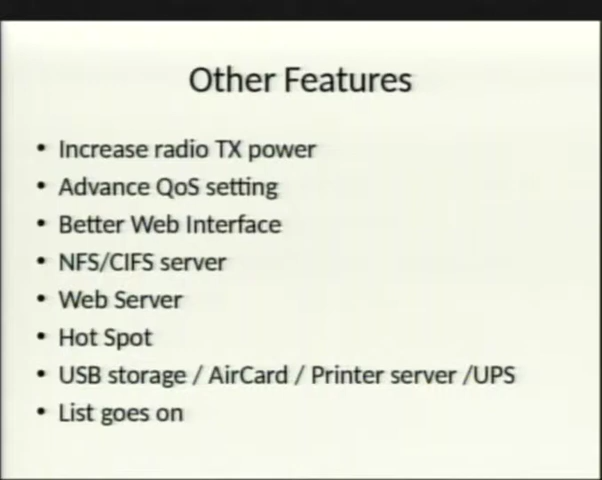 Other Features
• Increase radio TX power
• Advance QoS setting
• Better Web Interface
• NFS/CIFS server
• Web Server
• Hot Spot
• USB storage / AirCard / Printer server /UPS
• List goes on